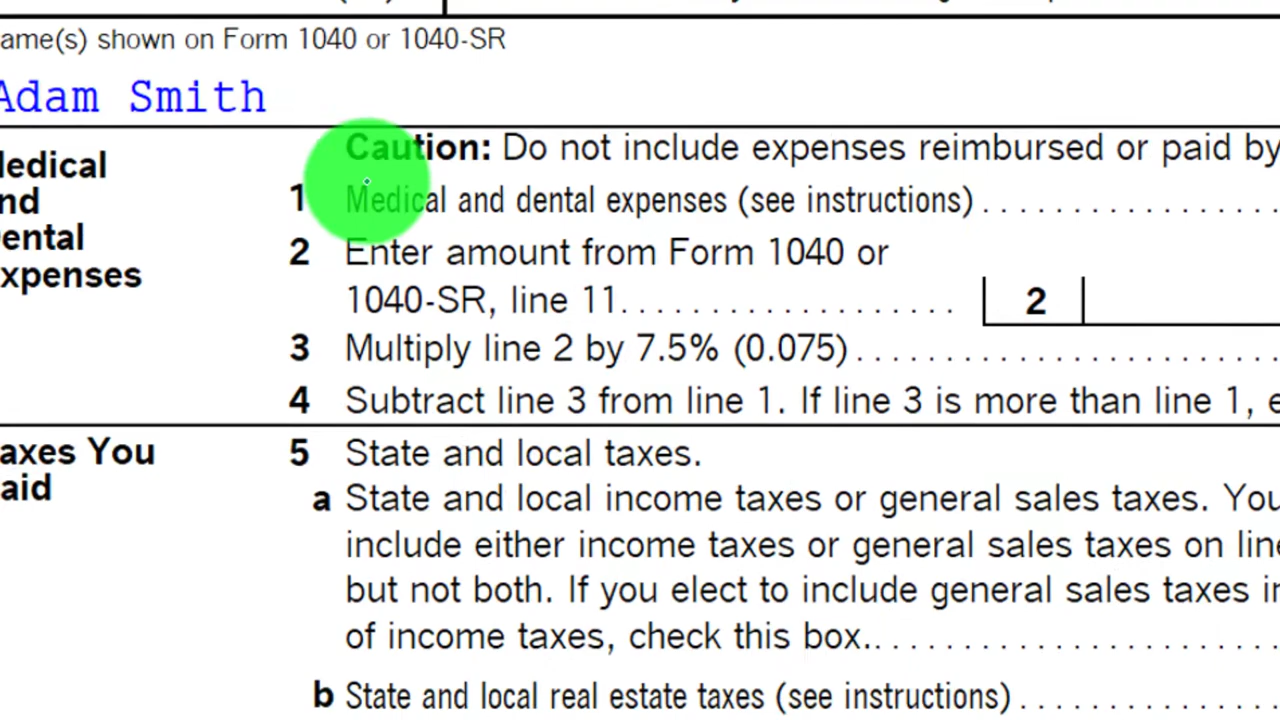 ame(s) shown on Form 1040 or 1040-SR
Adam Smith
Caution: Do not include expenses reimbursed or paid by
ledical
nd
ental
xpenses
1 Medical and dental expenses (see instructions)
2 Enter amount from Form 1040 or
1040-SR, line 11 2
3 Multiply line 2 by 7.5% (0.075)
4 Subtract line 3 from line 1. If line 3 is more than line 1, e
axes You
aid
5 State and local taxes.
a State and local income taxes or general sales taxes. You
include either income taxes or general sales taxes on line
but not both. If you elect to include general sales taxes in
of income taxes, check this box.
b State and local real estate taxes (see instructions)